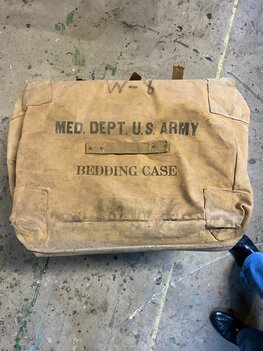 W-8
MED. DEPT. U.S. ARMY
BEDDING CASE